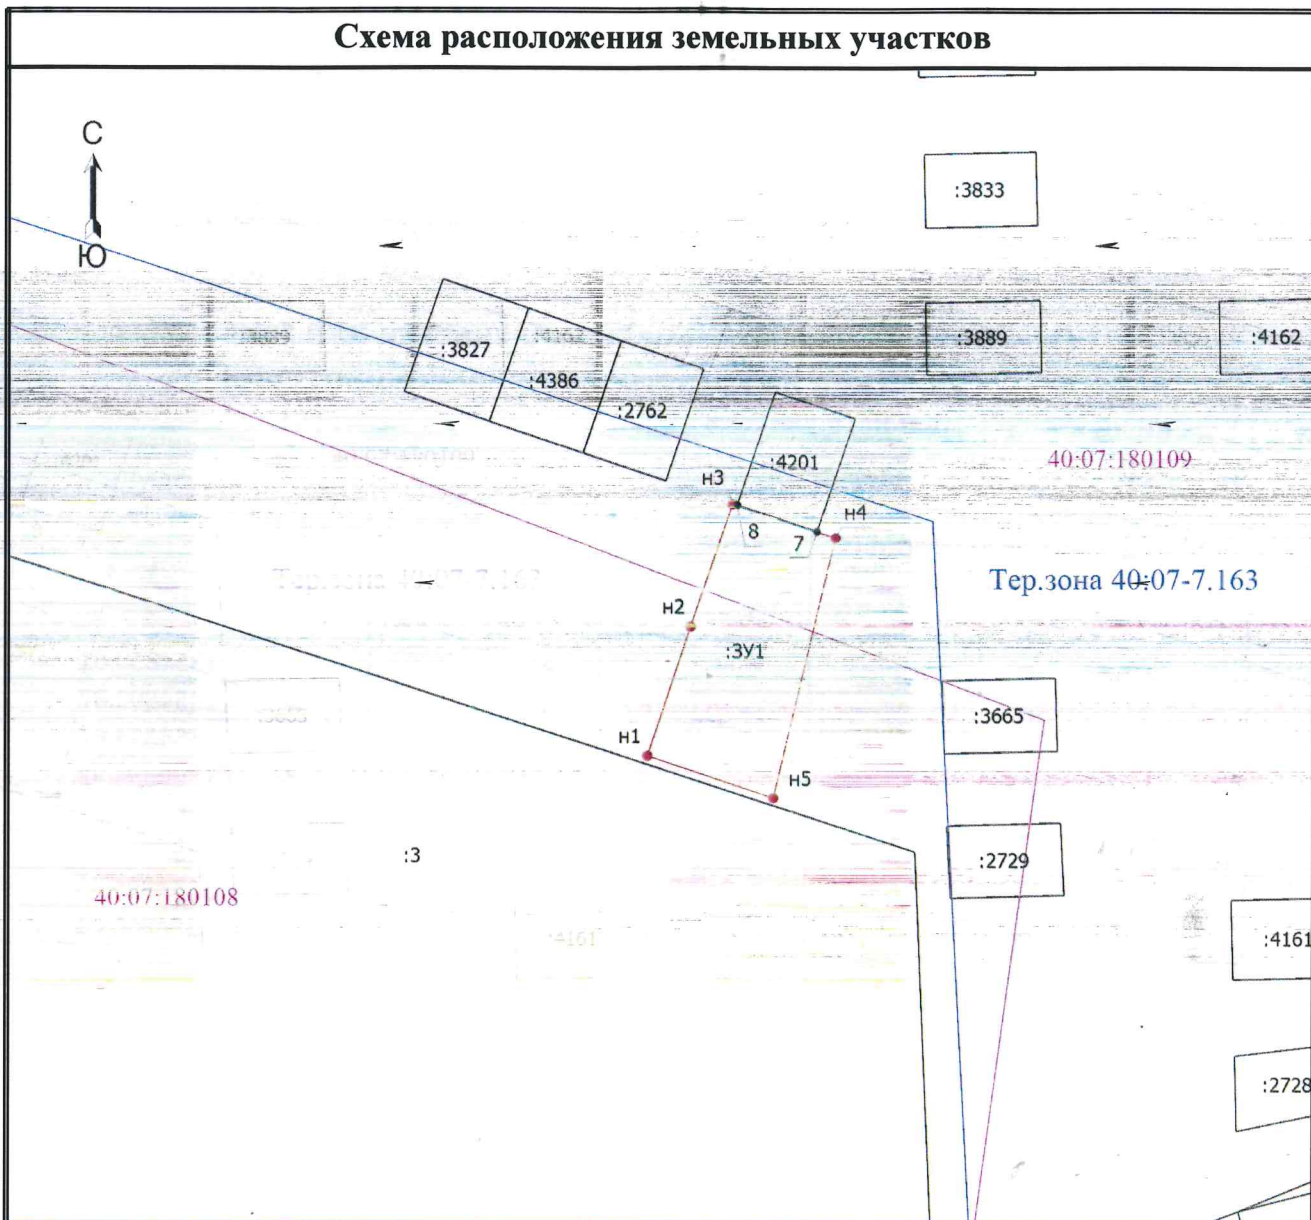 Схема расположения земельных участков
С
Ю
:3833
:3889
:4162
:3827
:4386
:2762
:4201
40:07:180109
н3
8
7
н4
Тер.зона 40:07-7.163
н2
:ЗУ1
:3665
н1
н5
:3
:2729
40:07:180108
:4161
:4161
:2728